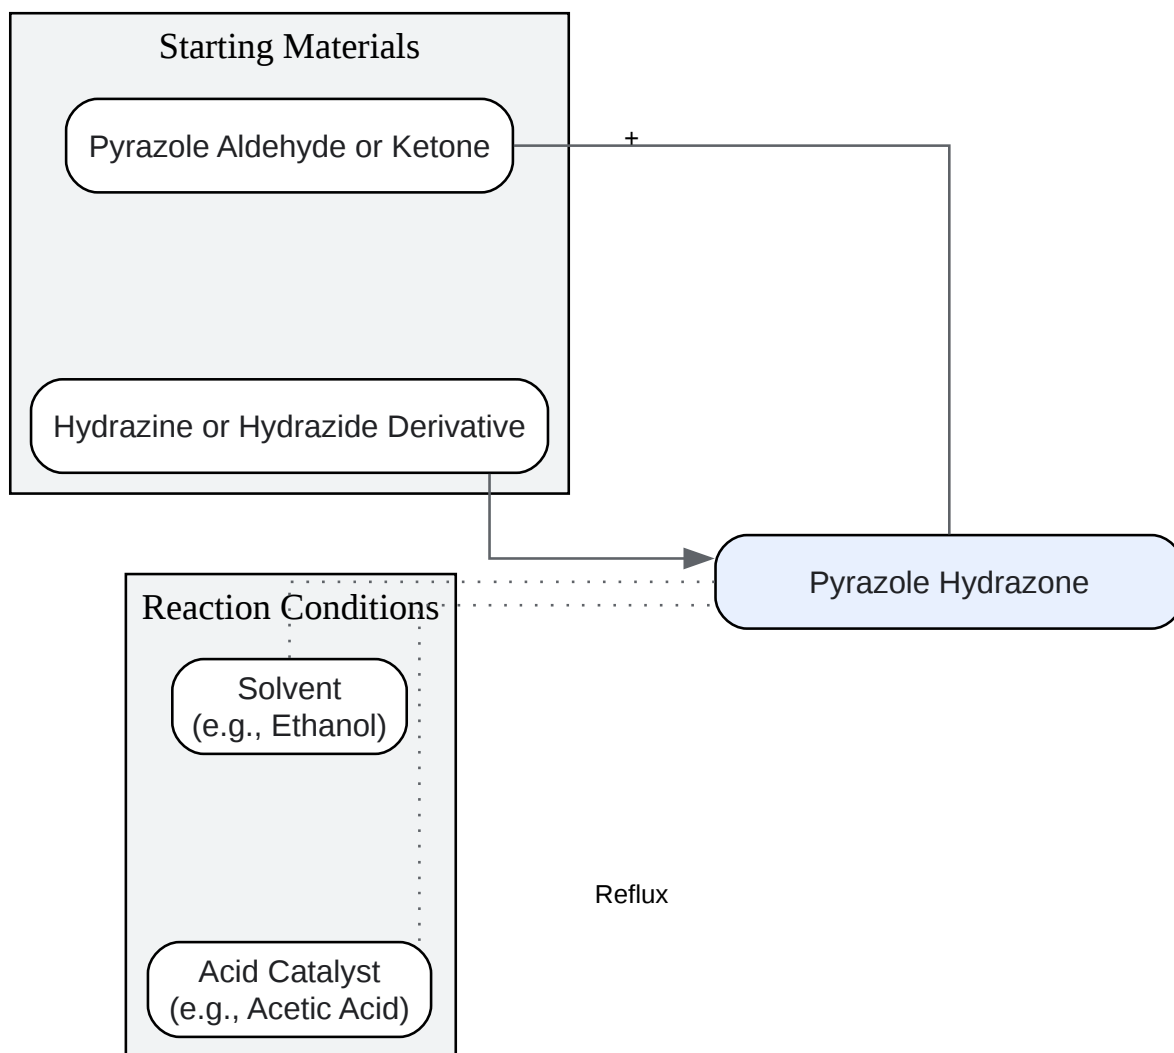 Starting Materials
Pyrazole Aldehyde or Ketone
+
Hydrazine or Hydrazide Derivative
Pyrazole Hydrazone
Reaction Conditions
Solvent
(e.g., Ethanol)
Reflux
Acid Catalyst
(e.g., Acetic Acid)